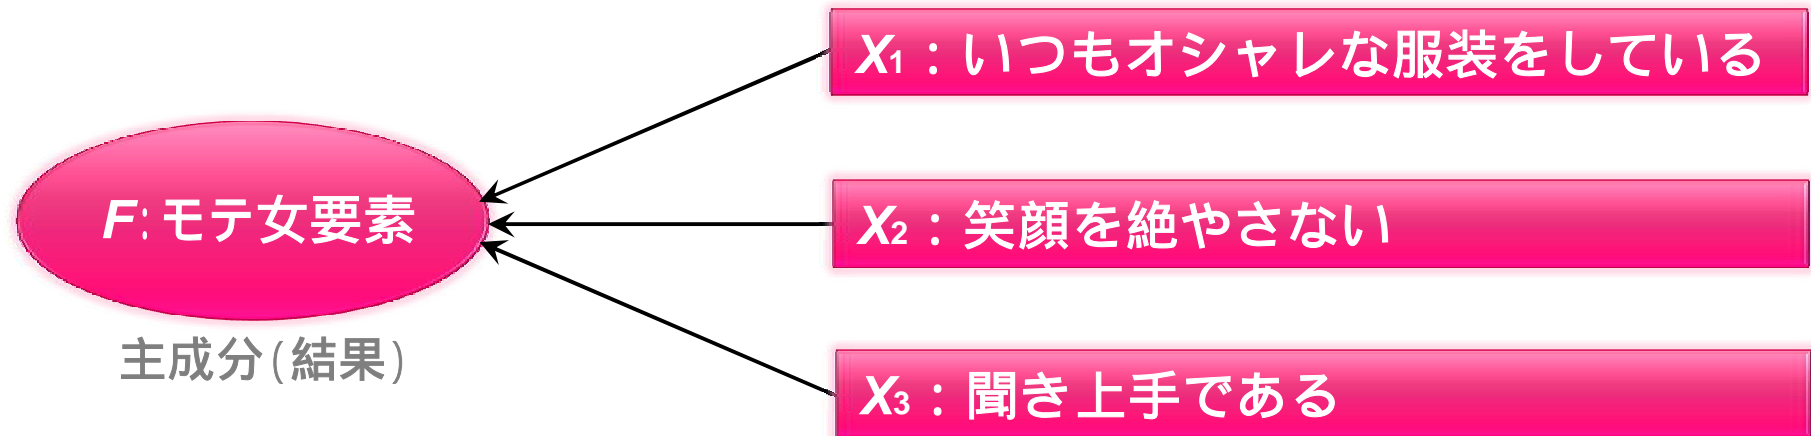 X1：いつもオシャレな服装をしている
F:モテ女要素
X2：笑顔を絶やさない
主成分(結果)
X3：聞き上手である